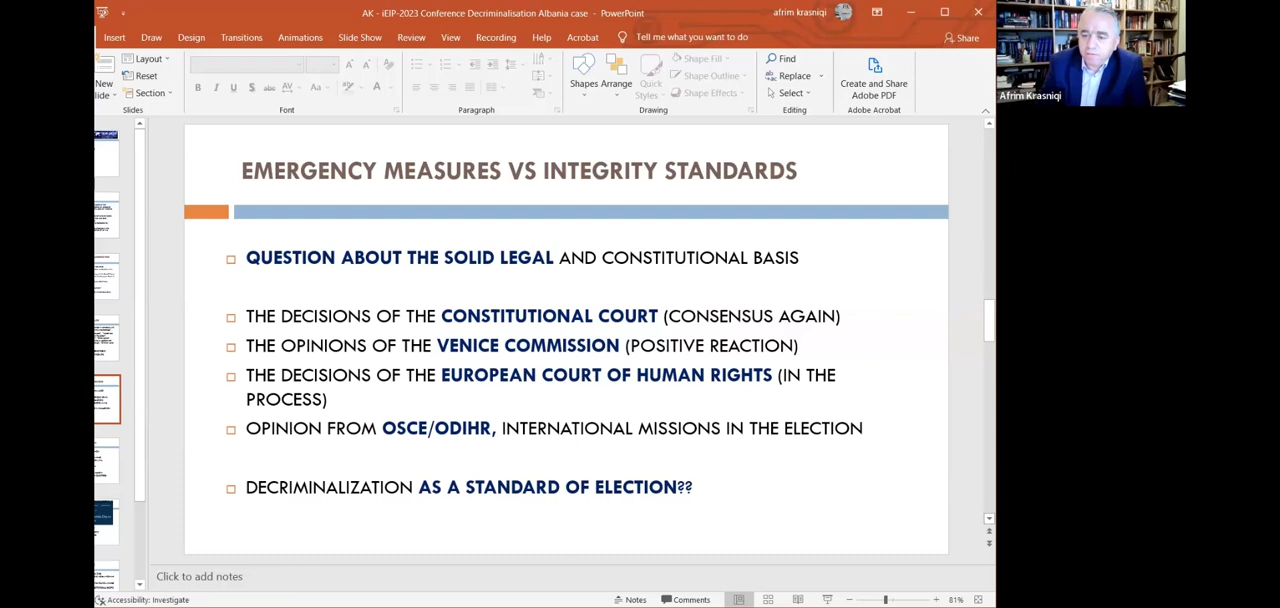 AK - iEIP-2023 Conference Decriminalisation Albania case - PowerPoint
afrim krasniqi
Insert Draw Design Transitions Animations Slide Show Review View Recording Help Acrobat Tell me what you want to do Share
New
Slides
Layout
Reset
Section
Font
Paragraph
Shapes Arrange Quick
Styles
Shape Fill
Shape Outline
Shape Effects
Drawing
Find
Replace
Select
Editing
Create and Share
Adobe PDF
Adobe Acrobat
Afrim Krasniqi
EMERGENCY MEASURES VS INTEGRITY STANDARDS
QUESTION ABOUT THE SOLID LEGAL AND CONSTITUTIONAL BASIS
THE DECISIONS OF THE CONSTITUTIONAL COURT (CONSENSUS AGAIN)
THE OPINIONS OF THE VENICE COMMISSION (POSITIVE REACTION)
THE DECISIONS OF THE EUROPEAN COURT OF HUMAN RIGHTS (IN THE
PROCESS)
OPINION FROM OSCE/ODIHR, INTERNATIONAL MISSIONS IN THE ELECTION
DECRIMINALIZATION AS A STANDARD OF ELECTION??
Click to add notes
Accessibility: Investigate
Notes Comments 81%